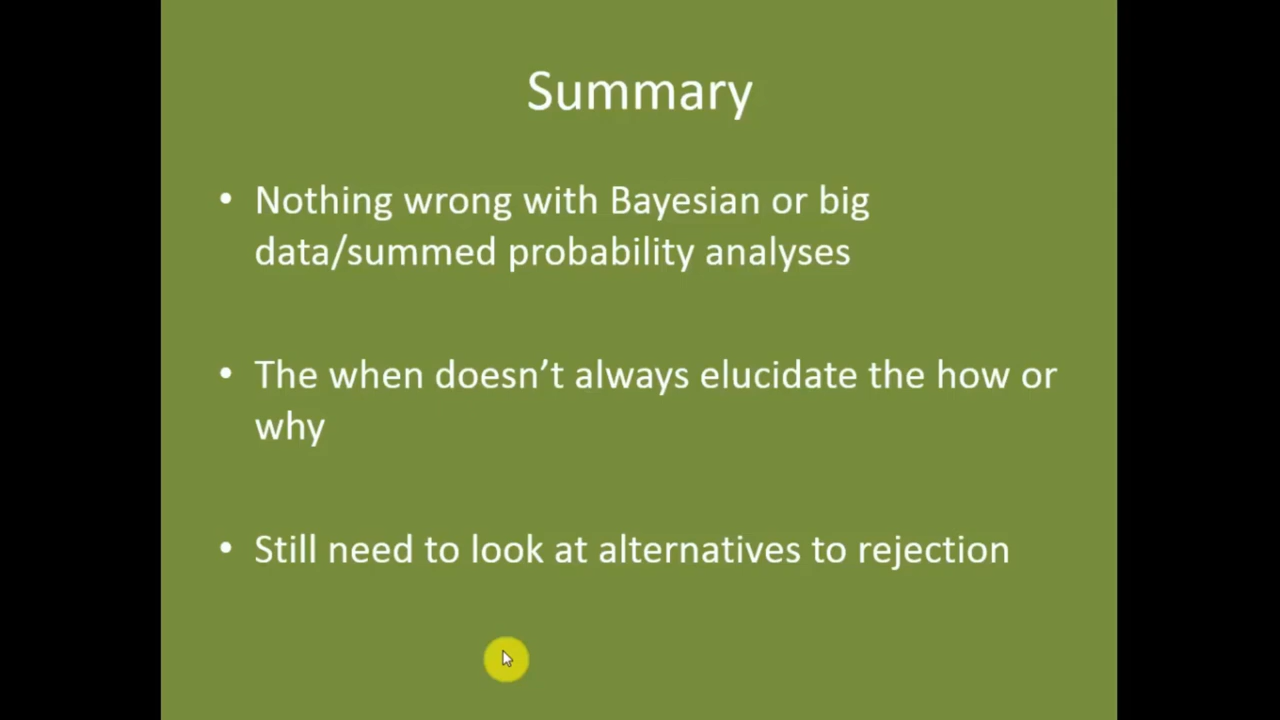 Summary
• Nothing wrong with Bayesian or big
data/summed probability analyses
• The when doesn’t always elucidate the how or
why
• Still need to look at alternatives to rejection